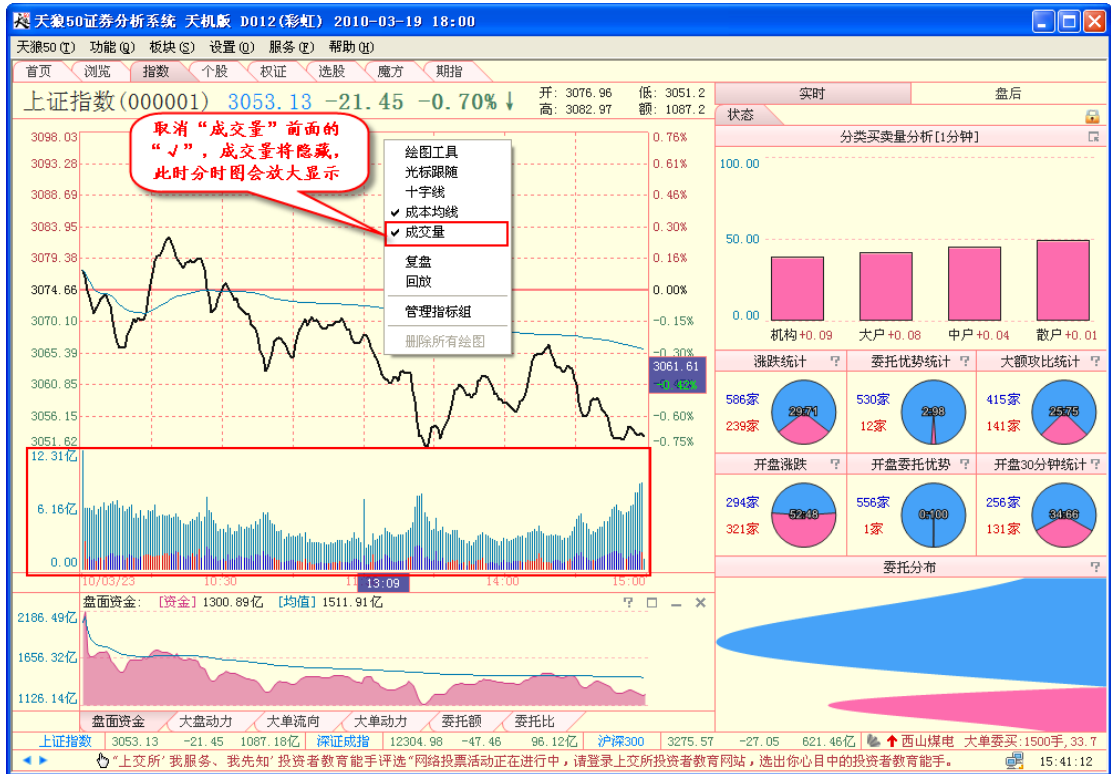 天狼50证券分析系统 天机版 D012(彩虹) 2010-03-19 18:00
天狼50(T) 功能(Q) 板块(S) 设置(O) 服务(F) 帮助(H)
首页 浏览 指数 个股 权证 选股 魔方 期指
上证指数(000001) 3053.13 -21.45 -0.70%↓
开: 3076.96 低: 3051.2
高: 3082.97 额: 1087.2
实时 盘后
状态
分类买卖量分析[1分钟]
取消“成交量”前面的
“√”，成交量将隐藏，
此时分时图会放大显示
绘图工具
光标跟随
十字线
✓ 成本均线
✓ 成交量
复盘
回放
管理指标组
删除所有绘图
3098.03 0.76%
3093.28 0.61%
3088.69 0.46%
3083.95 0.30%
3079.38 0.16%
3074.66 0.00%
3070.10 -0.15%
3065.39 -0.30%
3061.61
-0.42%
3060.85
3056.15 -0.60%
3051.62 -0.75%
12.31亿
6.16亿
0.00
10/03/23 10:30 13:09 14:00 15:00
100.00
50.00
0.00
机构+0.09 大户+0.08 中户+0.04 散户+0.01
涨跌统计 ? 委托优势统计 ? 大额攻比统计 ?
586家 29:71 530家 2:98 415家 25:75
239家 12家 141家
开盘涨跌 ? 开盘委托优势 ? 开盘30分钟统计 ?
294家 52:48 556家 0:100 256家 34:66
321家 1家 131家
委托分布 ?
盘面资金: [资金] 1300.89亿 [均值] 1511.91亿
2186.49亿
1656.32亿
1126.14亿
盘面资金 大盘动力 大单流向 大单动力 委托额 委托比
上证指数 3053.13 -21.45 1087.18亿 深证成指 12304.98 -47.46 96.12亿 沪深300 3275.57 -27.05 621.46亿 西山煤电 大单委买:1500手,33.7
“上交所’我服务、我先知’投资者教育能手评选“网络投票活动正在进行中，请登录上交所投资者教育网站，选出你心目中的投资者教育能手。 15:41:12